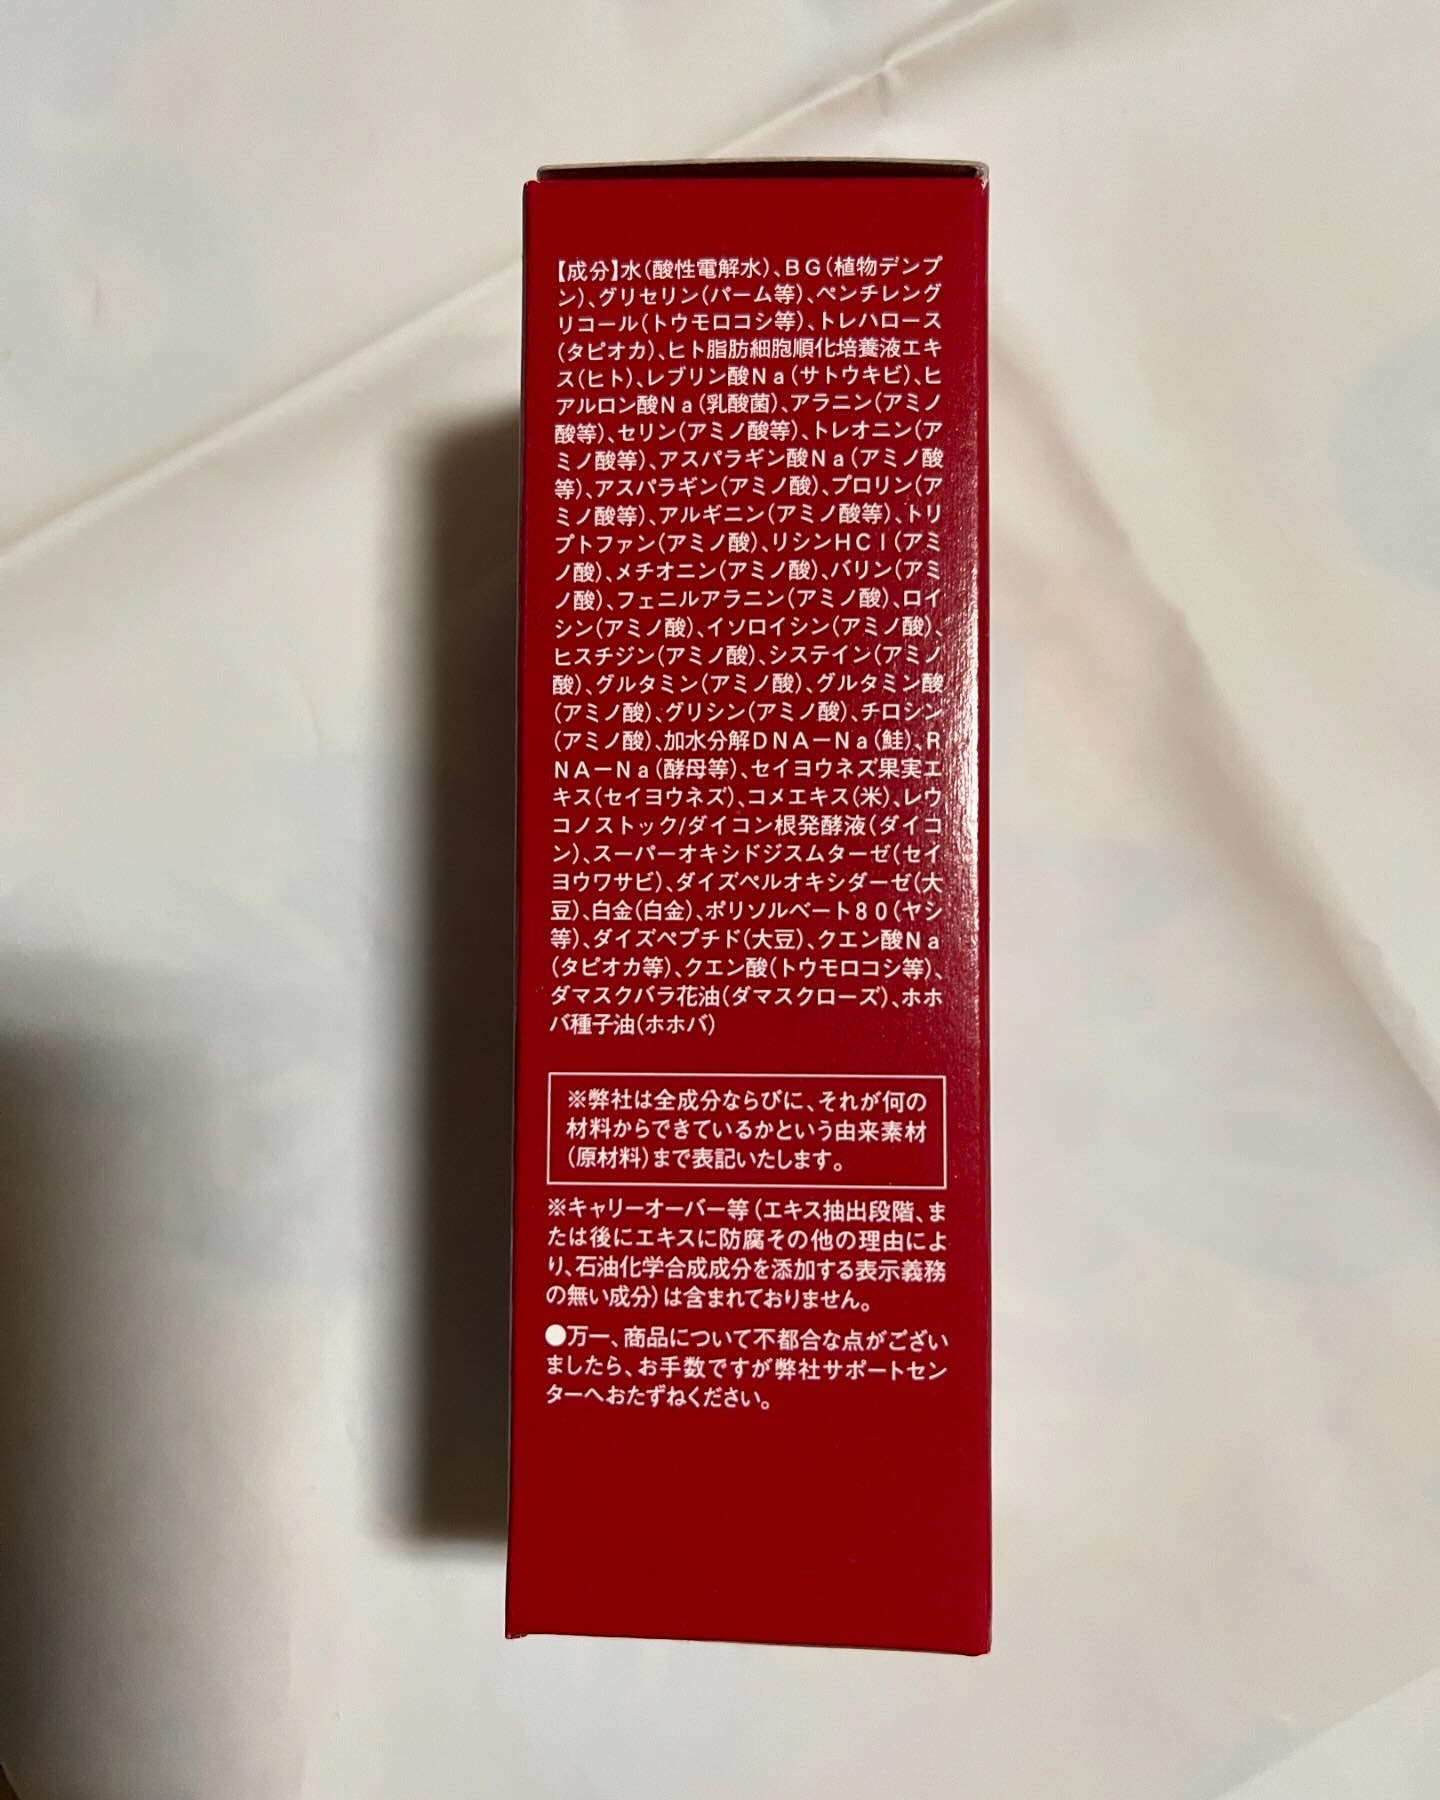 【成分】水（酸性電解水）、BG（植物デンプ
ン）、グリセリン（パーム等）、ペンチレング
リコール（トウモロコシ等）、トレハロース
（タピオカ）、ヒト脂肪細胞順化培養液エキ
ス（ヒト）、レブリン酸Na（サトウキビ）、ヒ
アルロン酸Na（乳酸菌）、アラニン（アミノ
酸等）、セリン（アミノ酸等）、トレオニン（ア
ミノ酸等）、アスパラギン酸Na（アミノ酸
等）、アスパラギン（アミノ酸）、プロリン（ア
ミノ酸等）、アルギニン（アミノ酸等）、トリ
プトファン（アミノ酸）、リシンHCl（アミ
ノ酸）、メチオニン（アミノ酸）、バリン（アミ
ノ酸）、フェニルアラニン（アミノ酸）、ロイ
シン（アミノ酸）、イソロイシン（アミノ酸）、
ヒスチジン（アミノ酸）、システイン（アミノ
酸）、グルタミン（アミノ酸）、グルタミン酸
（アミノ酸）、グリシン（アミノ酸）、チロシン
（アミノ酸）、加水分解DNA－Na（鮭）、R
NA－Na（酵母等）、セイヨウネズ果実エ
キス（セイヨウネズ）、コメエキス（米）、レウ
コノストック/ダイコン根発酵液（ダイコ
ン）、スーパーオキシドジスムターゼ（セイ
ヨウワサビ）、ダイズペルオキシダーゼ（大
豆）、白金（白金）、ポリソルベート80（ヤシ
等）、ダイズペプチド（大豆）、クエン酸Na
（タピオカ等）、クエン酸（トウモロコシ等）、
ダマスクバラ花油（ダマスクローズ）、ホホ
バ種子油（ホホバ）
※弊社は全成分ならびに、それが何の
材料からできているかという由来素材
（原材料）まで表記いたします。
※キャリーオーバー等（エキス抽出段階、ま
たは後にエキスに防腐その他の理由によ
り、石油化学合成成分を添加する表示義務
の無い成分）は含まれておりません。
●万一、商品について不都合な点がござい
ましたら、お手数ですが弊社サポートセン
ターへおたずねください。